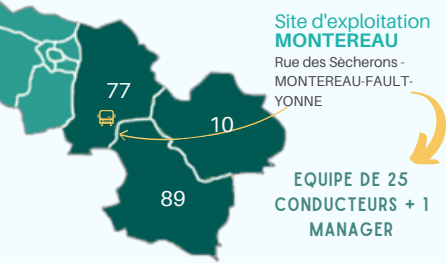 Site d'exploitation
MONTEREAU
Rue des Sècherons -
MONTEREAU-FAULT-
YONNE
77
10
89
EQUIPE DE 25
CONDUCTEURS + 1
MANAGER